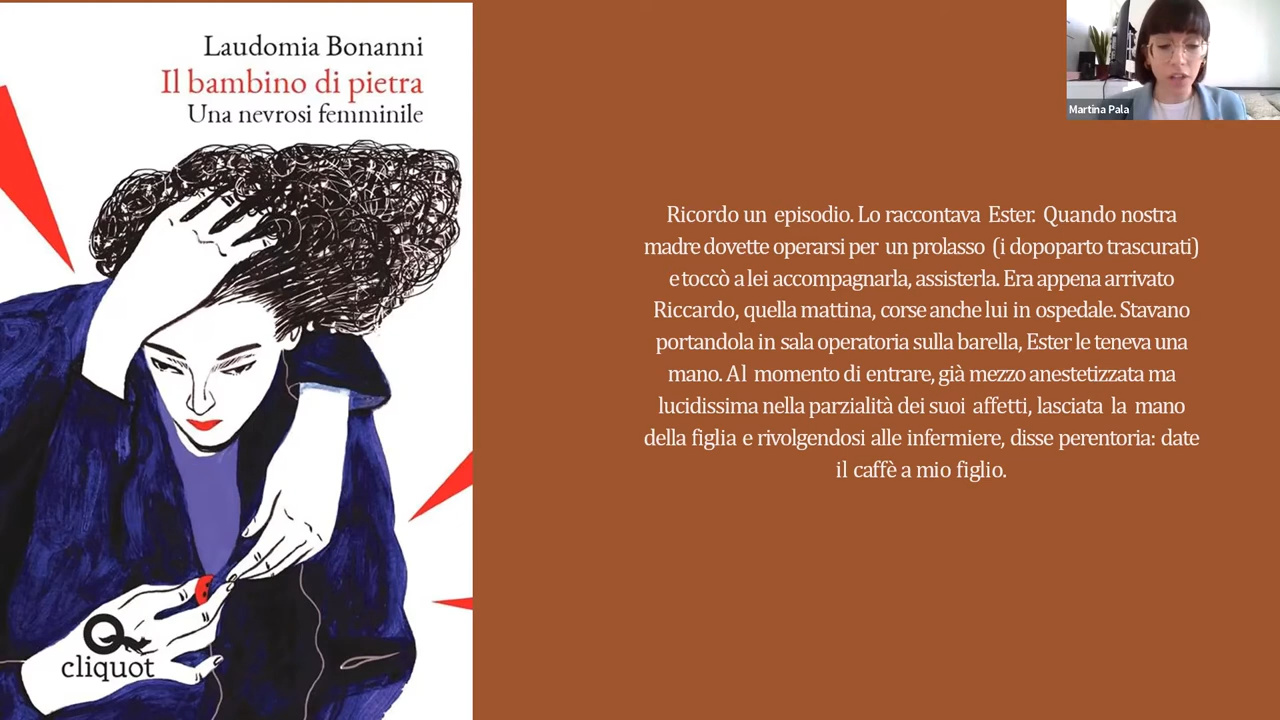 Laudomia Bonanni
Il bambino di pietra
Una nevrosi femminile
cliquot
Martina Pala
Ricordo un episodio. Lo raccontava Ester. Quando nostra
madre dovette operarsi per un prolasso (i dopoparto trascurati)
e toccò a lei accompagnarla, assisterla. Era appena arrivato
Riccardo, quella mattina, corse anche lui in ospedale. Stavano
portandola in sala operatoria sulla barella, Ester le teneva una
mano. Al momento di entrare, già mezzo anestetizzata ma
lucidissima nella parzialità dei suoi affetti, lasciata la mano
della figlia e rivolgendosi alle infermiere, disse perentoria: date
il caffè a mio figlio.